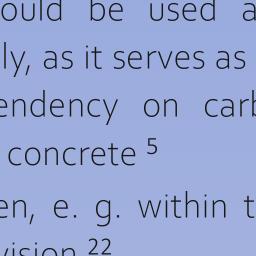 ould be used a
ly, as it serves as
endency on carb
concrete ⁵
en, e. g. within t
vision ²²